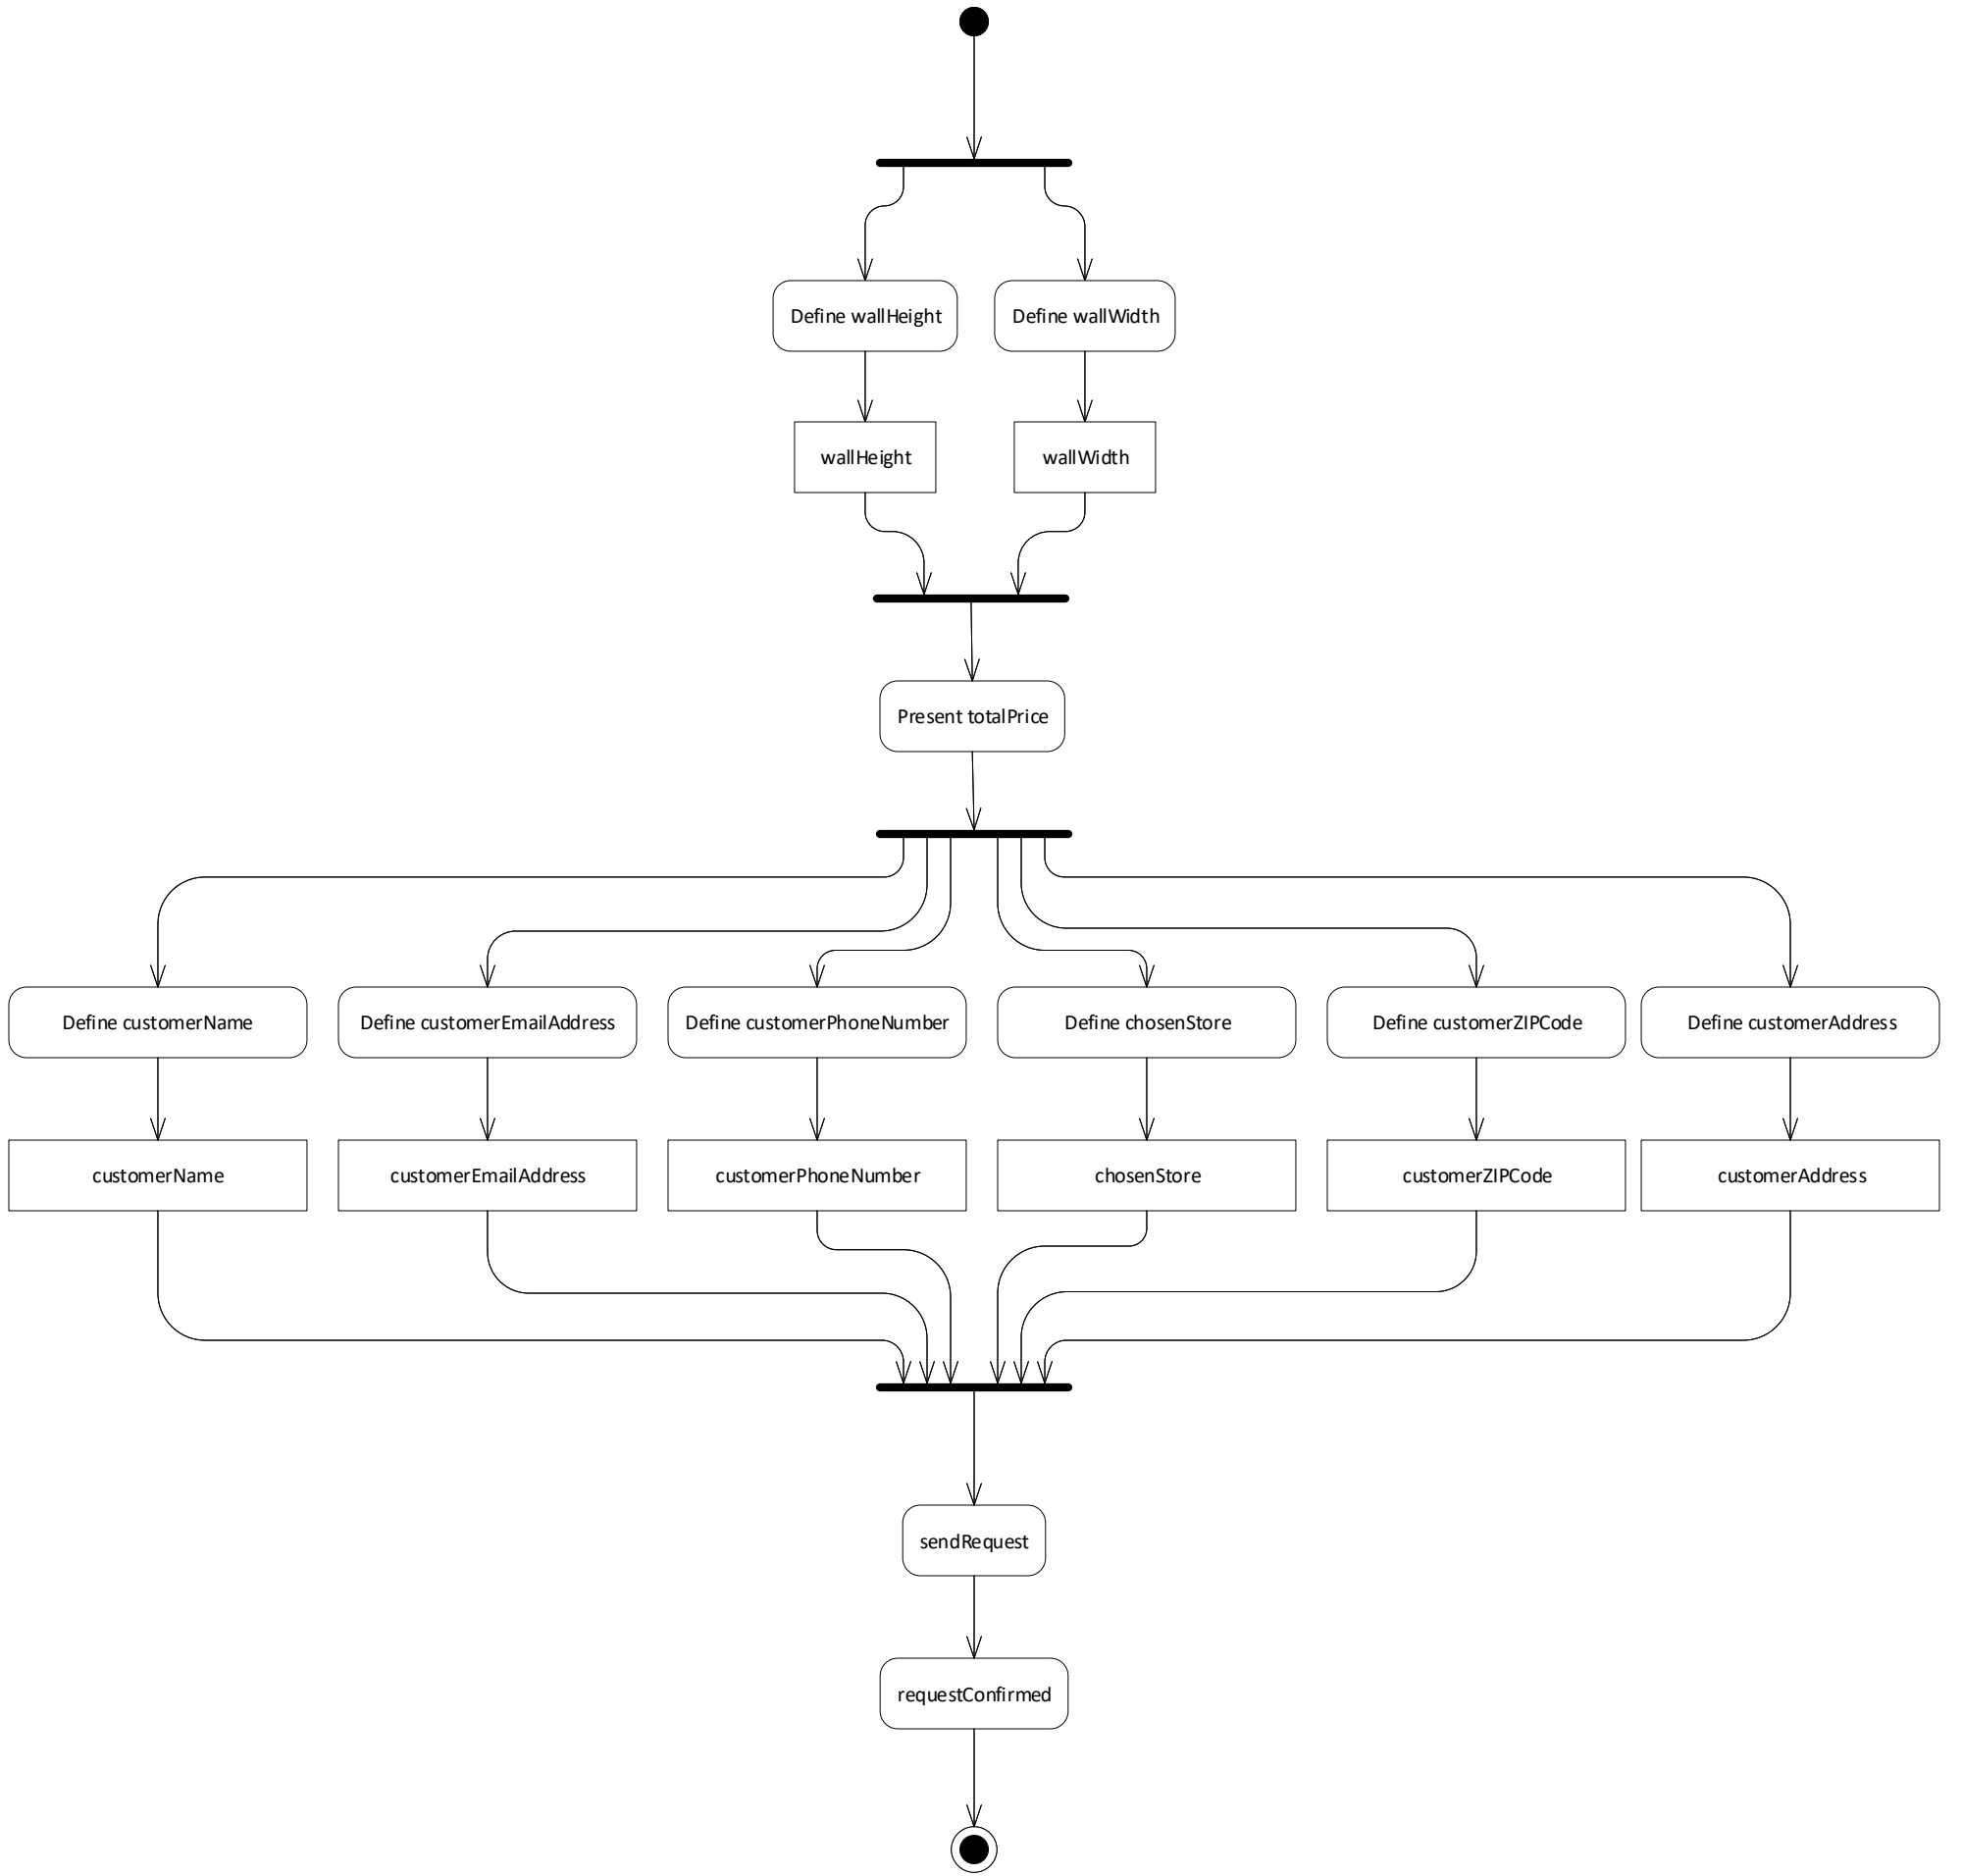 Define wallHeight
Define wallWidth
wallHeight
wallWidth
Present totalPrice
Define customerName
Define customerEmailAddress
Define customerPhoneNumber
Define chosenStore
Define customerZIPCode
Define customerAddress
customerName
customerEmailAddress
customerPhoneNumber
chosenStore
customerZIPCode
customerAddress
sendRequest
requestConfirmed